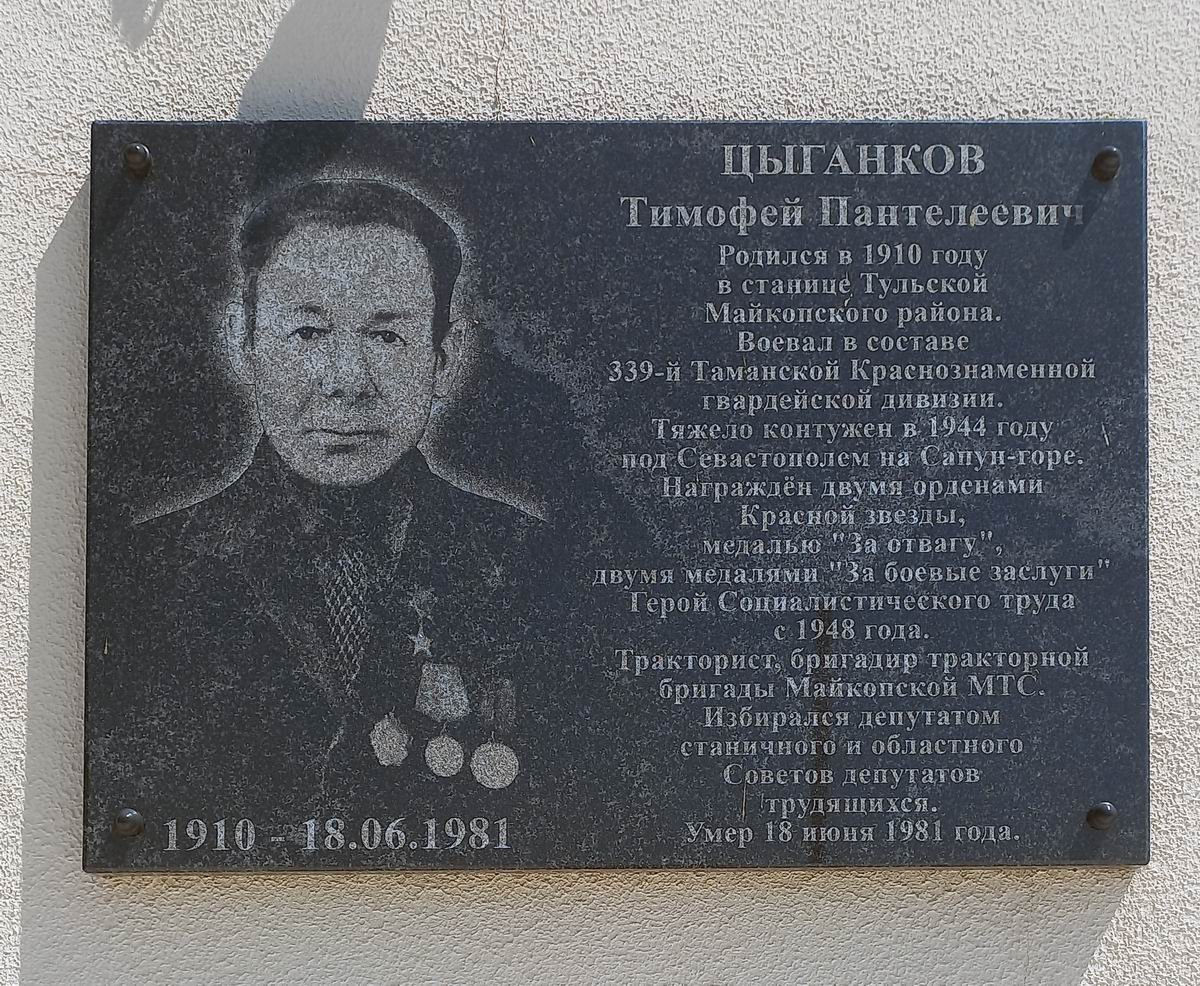 ЦЫГАНКОВ
Тимофей Пантелеевич
Родился в 1910 году
в станице Тульской
Майкопского района.
Воевал в составе
339-й Таманской Краснознаменной
гвардейской дивизии.
Тяжело контужен в 1944 году
под Севастополем на Сапун-горе.
Награждён двумя орденами
Красной звезды,
медалью "За отвагу",
двумя медалями "За боевые заслуги"
Герой Социалистического труда
с 1948 года.
Тракторист, бригадир тракторной
бригады Майкопской МТС.
Избирался депутатом
станичного и областного
Советов депутатов
трудящихся.
Умер 18 июня 1981 года.
1910 - 18.06.1981